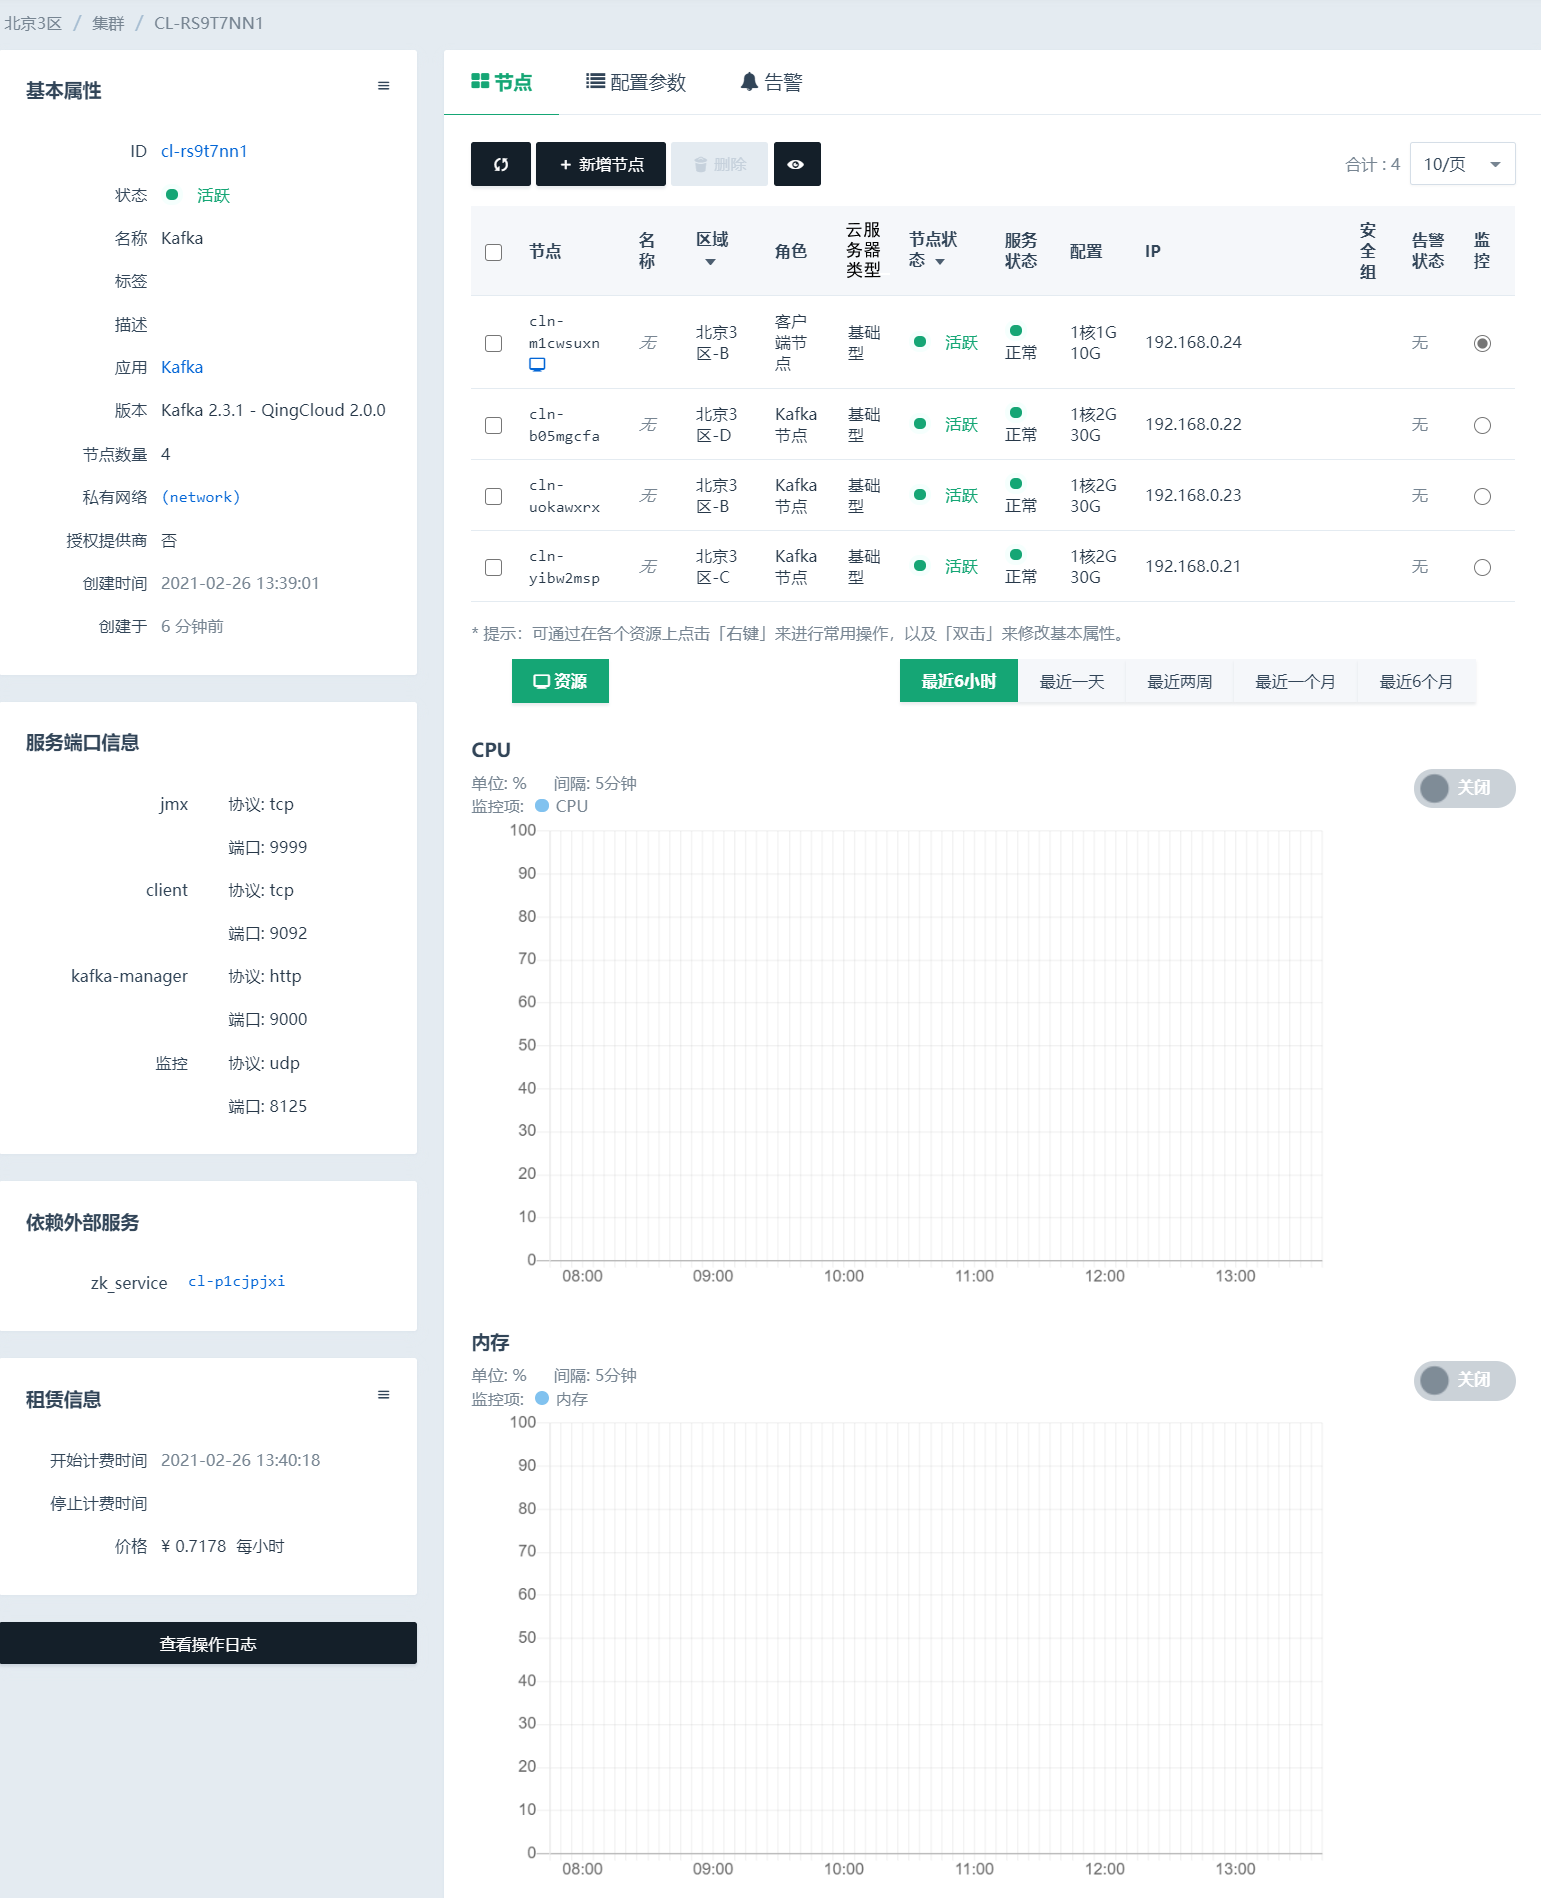 北京3区 / 集群 / CL-RS9T7NN1
基本属性
ID cl-rs9t7nn1
状态 活跃
名称 Kafka
标签
描述
应用 Kafka
版本 Kafka 2.3.1 - QingCloud 2.0.0
节点数量 4
私有网络 (network)
授权提供商 否
创建时间 2021-02-26 13:39:01
创建于 6 分钟前
服务端口信息
jmx 协议: tcp
端口: 9999
client 协议: tcp
端口: 9092
kafka-manager 协议: http
端口: 9000
监控 协议: udp
端口: 8125
依赖外部服务
zk_service cl-p1cjpjxi
租赁信息
开始计费时间 2021-02-26 13:40:18
停止计费时间
价格 ¥ 0.7178 每小时
查看操作日志
节点 配置参数 告警
+ 新增节点 删除 合计 : 4 10/页
节点 名称 区域 角色 云服务器类型 节点状态 服务状态 配置 IP 安全组 告警状态 监控
cln-m1cwsuxn 无 北京3区-B 客户端节点 基础型 活跃 正常 1核1G 10G 192.168.0.24 无
cln-b05mgcfa 无 北京3区-D Kafka节点 基础型 活跃 正常 1核2G 30G 192.168.0.22 无
cln-uokawxrx 无 北京3区-B Kafka节点 基础型 活跃 正常 1核2G 30G 192.168.0.23 无
cln-yibw2msp 无 北京3区-C Kafka节点 基础型 活跃 正常 1核2G 30G 192.168.0.21 无
* 提示：可通过在各个资源上点击「右键」来进行常用操作，以及「双击」来修改基本属性。
资源 最近6小时 最近一天 最近两周 最近一个月 最近6个月
CPU
单位: % 间隔: 5分钟
关闭
监控项: CPU
100
90
80
70
60
50
40
30
20
10
0
08:00 09:00 10:00 11:00 12:00 13:00
内存
单位: % 间隔: 5分钟
关闭
监控项: 内存
100
90
80
70
60
50
40
30
20
10
0
08:00 09:00 10:00 11:00 12:00 13:00